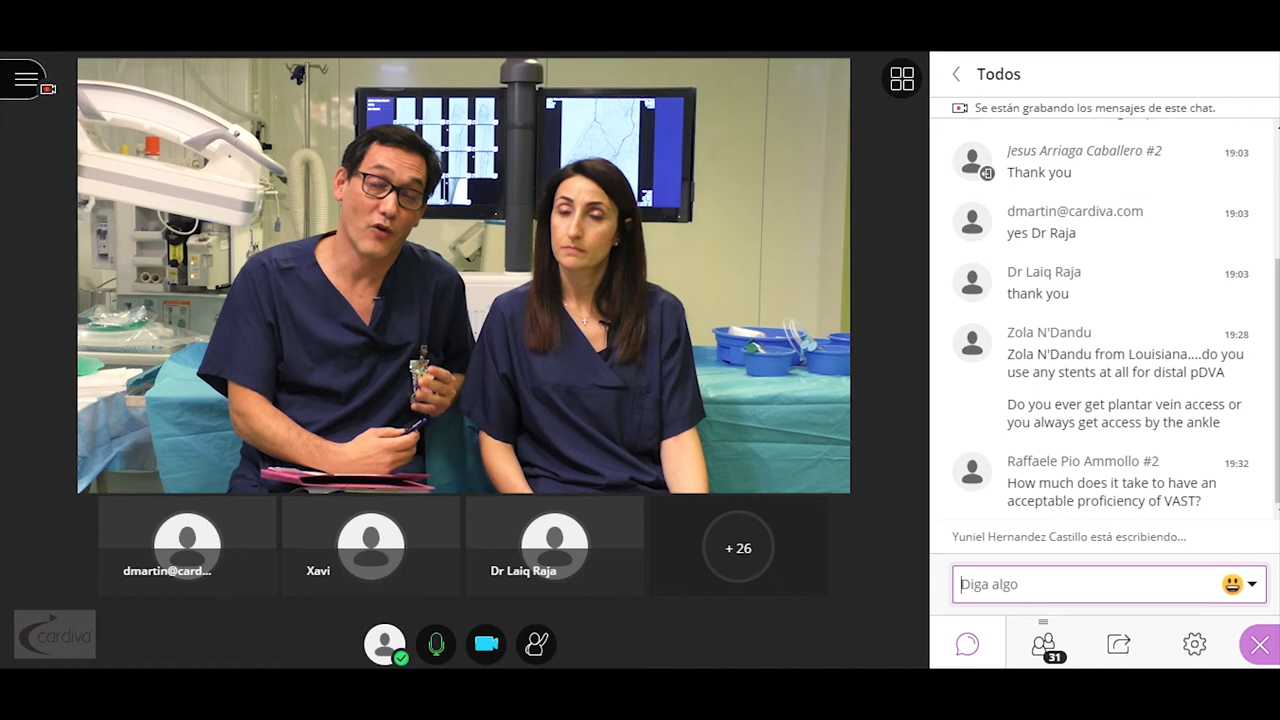 Todos
Se están grabando los mensajes de este chat.
Jesus Arriaga Caballero #2 19:03
Thank you
dmartin@cardiva.com 19:03
yes Dr Raja
Dr Laiq Raja 19:03
thank you
Zola N'Dandu 19:28
Zola N'Dandu from Louisiana....do you
use any stents at all for distal pDVA
Do you ever get plantar vein access or
you always get access by the ankle
Raffaele Pio Ammollo #2 19:32
How much does it take to have an
acceptable proficiency of VAST?
Yuniel Hernandez Castillo está escribiendo...
Diga algo
31
dmartin@card...
Xavi
Dr Laiq Raja
+ 26
cardiva